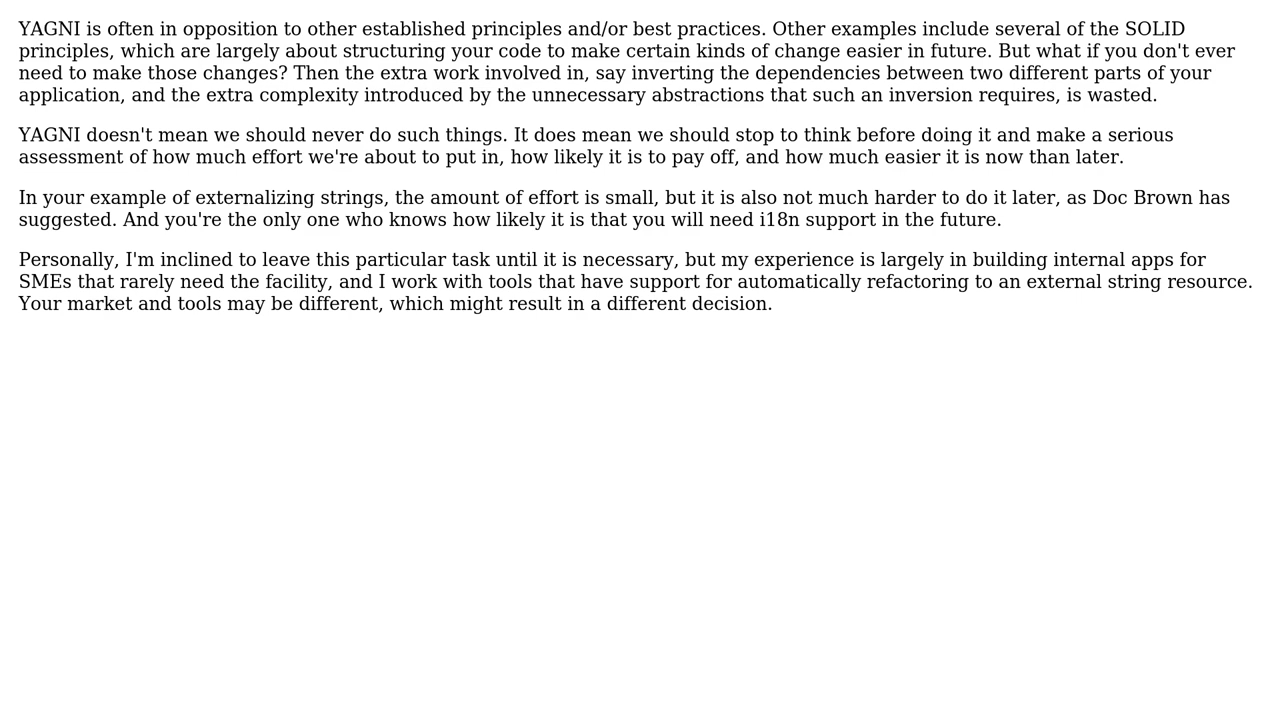 YAGNI is often in opposition to other established principles and/or best practices. Other examples include several of the SOLID
principles, which are largely about structuring your code to make certain kinds of change easier in future. But what if you don't ever
need to make those changes? Then the extra work involved in, say inverting the dependencies between two different parts of your
application, and the extra complexity introduced by the unnecessary abstractions that such an inversion requires, is wasted.
YAGNI doesn't mean we should never do such things. It does mean we should stop to think before doing it and make a serious
assessment of how much effort we're about to put in, how likely it is to pay off, and how much easier it is now than later.
In your example of externalizing strings, the amount of effort is small, but it is also not much harder to do it later, as Doc Brown has
suggested. And you're the only one who knows how likely it is that you will need i18n support in the future.
Personally, I'm inclined to leave this particular task until it is necessary, but my experience is largely in building internal apps for
SMEs that rarely need the facility, and I work with tools that have support for automatically refactoring to an external string resource.
Your market and tools may be different, which might result in a different decision.